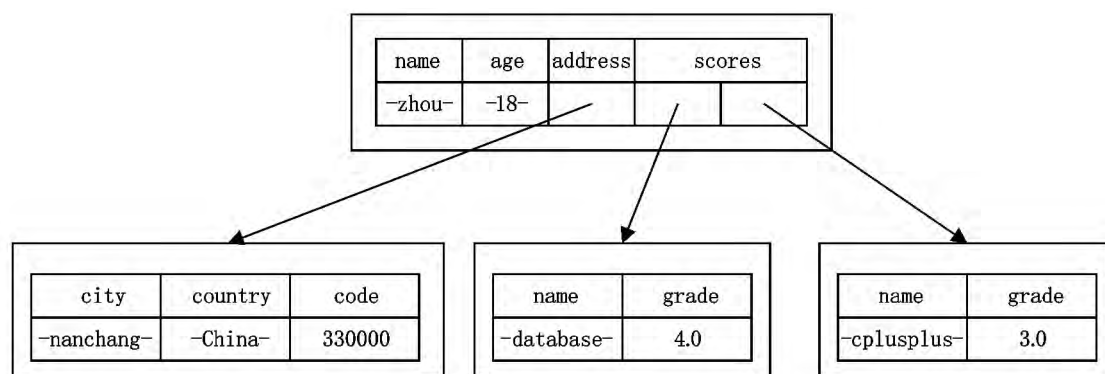 name age address scores
-zhou- -18-
city country code
-nanchang- -China- 330000
name grade
-database- 4.0
name grade
-cplusplus- 3.0